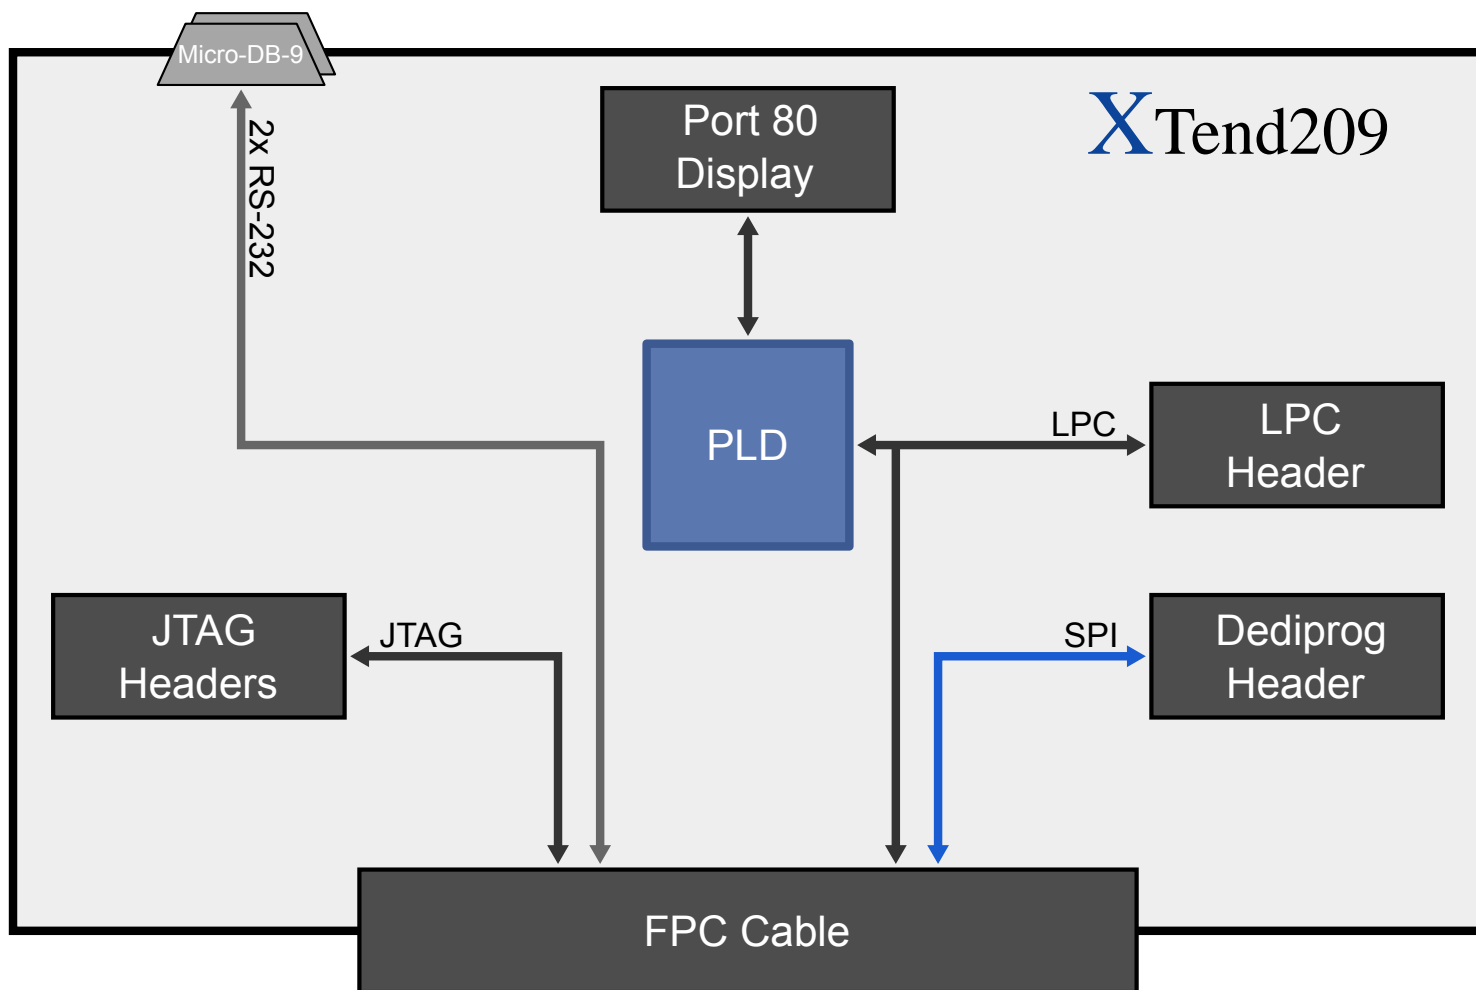 Micro-DB-9
2x RS-232
Port 80
Display
XTend209
PLD
LPC
LPC
Header
JTAG
Headers
JTAG
SPI
Dediprog
Header
FPC Cable